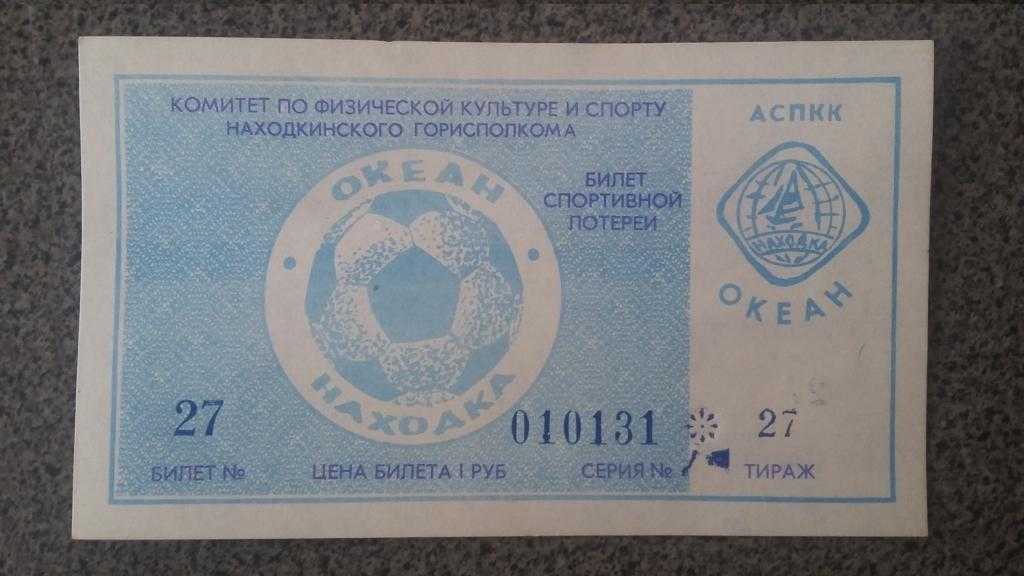 КОМИТЕТ ПО ФИЗИЧЕСКОЙ КУЛЬТУРЕ И СПОРТУ
НАХОДКИНСКОГО ГОРИСПОЛКОМА
ОКЕАН
НАХОДКА
БИЛЕТ
СПОРТИВНОЙ
ЛОТЕРЕИ
АСПКК
НАХОДКА
ОКЕАН
27
010131
27
БИЛЕТ №
ЦЕНА БИЛЕТА I РУБ
СЕРИЯ №
ТИРАЖ